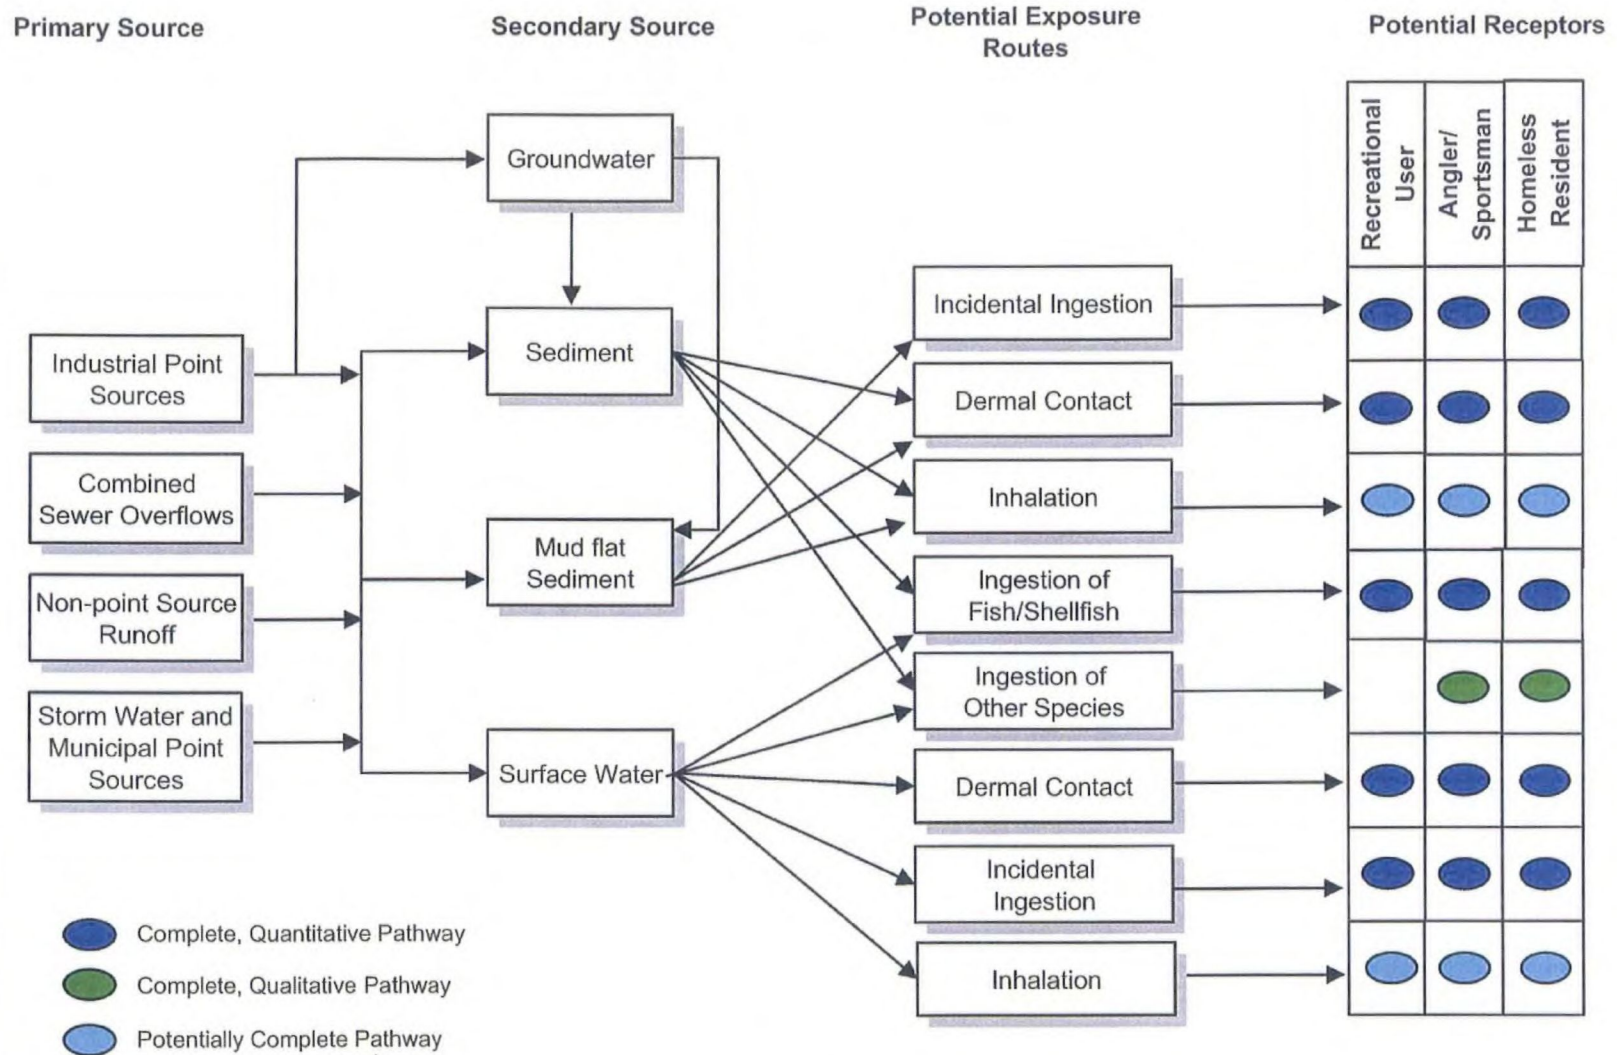 Primary Source
Secondary Source
Potential Exposure
Routes
Potential Receptors
Recreational
User
Angler/
Sportsman
Homeless
Resident
Groundwater
Sediment
Mud flat
Sediment
Surface Water
Industrial Point
Sources
Combined
Sewer Overflows
Non-point Source
Runoff
Storm Water and
Municipal Point
Sources
Incidental Ingestion
Dermal Contact
Inhalation
Ingestion of
Fish/Shellfish
Ingestion of
Other Species
Dermal Contact
Incidental
Ingestion
Inhalation
Complete, Quantitative Pathway
Complete, Qualitative Pathway
Potentially Complete Pathway